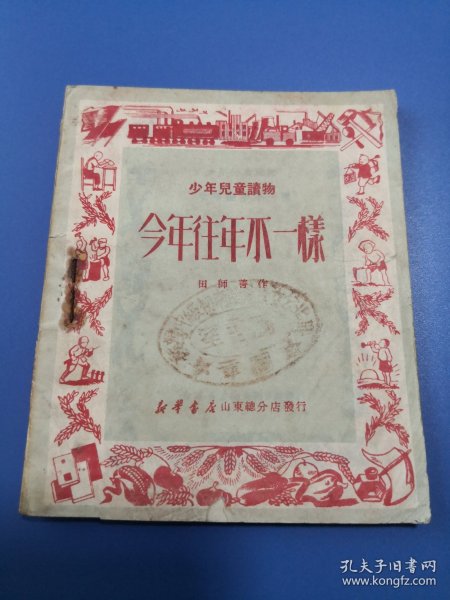 少年兒童讀物
今年往年不一樣
田師善作
新華書店山東總分店發行
孔夫子旧书网
www.kongfz.com